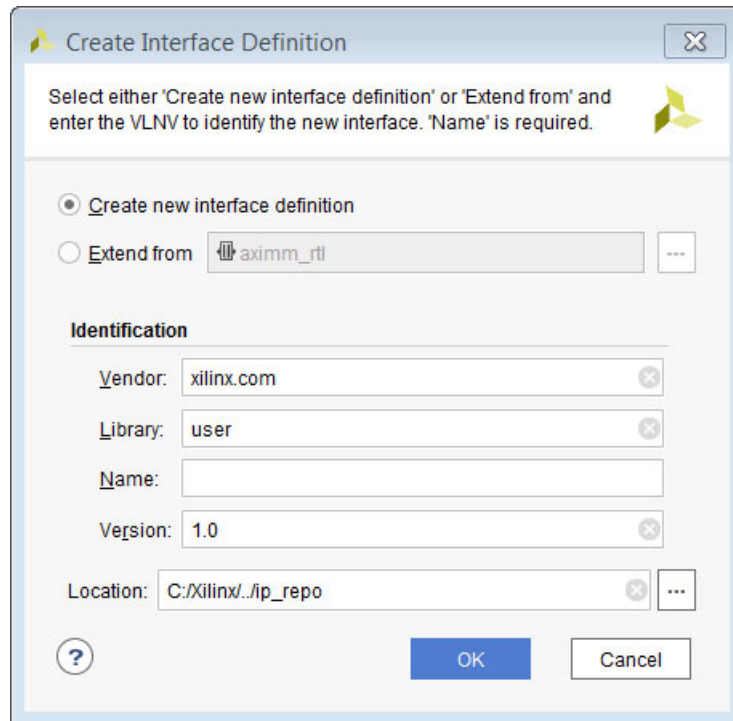 Create Interface Definition
Select either 'Create new interface definition' or 'Extend from' and
enter the VLNV to identify the new interface. 'Name' is required.
Create new interface definition
Extend from aximm_rtl ...
Identification
Vendor: xilinx.com
Library: user
Name:
Version: 1.0
Location: C:/Xilinx/../ip_repo ...
? OK Cancel